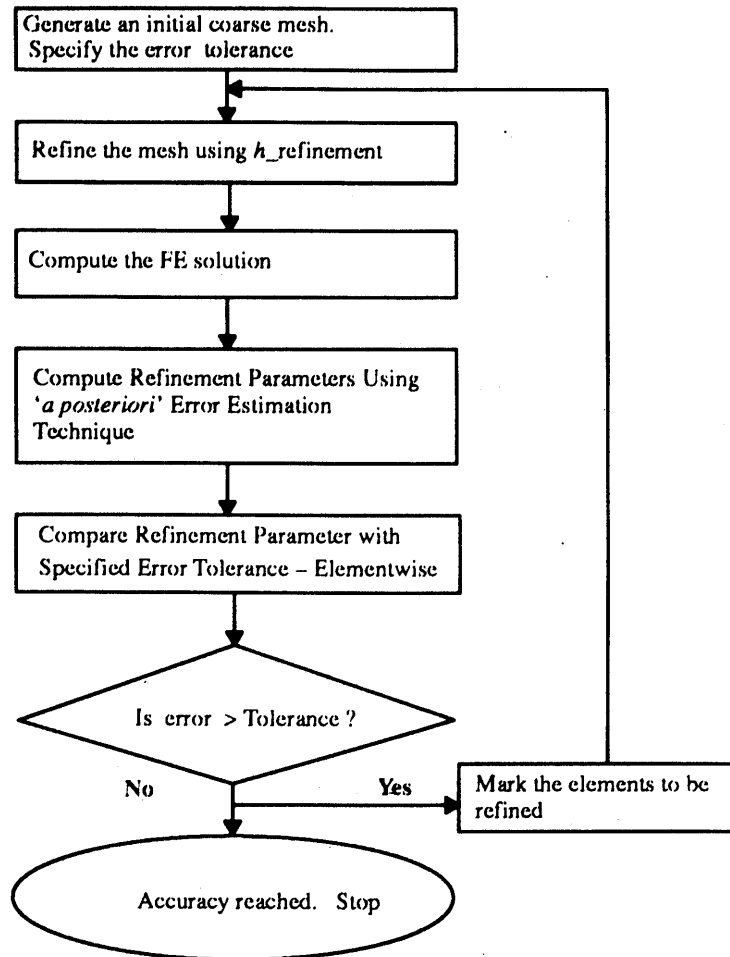 Generate an initial coarse mesh.
Specify the error tolerance
Refine the mesh using h_refinement
Compute the FE solution
Compute Refinement Parameters Using
‘a posteriori’ Error Estimation
Technique
Compare Refinement Parameter with
Specified Error Tolerance – Elementwise
Is error > Tolerance ?
No
Yes
Mark the elements to be
refined
Accuracy reached. Stop